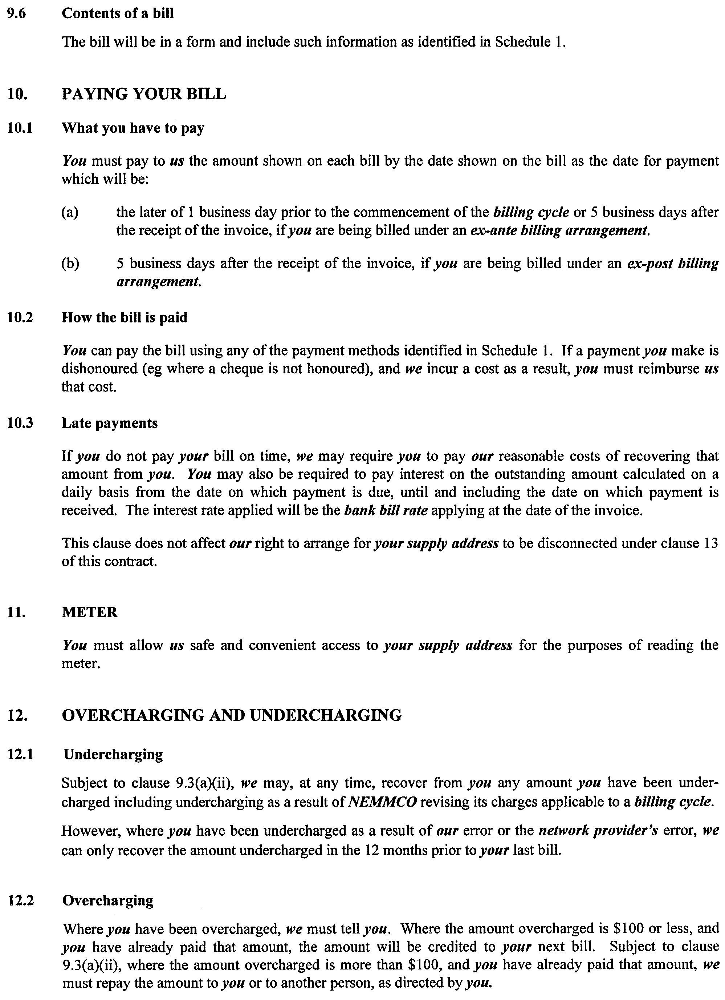 9.6 Contents of a bill
The bill will be in a form and include such information as identified in Schedule 1.
10. PAYING YOUR BILL
10.1 What you have to pay
You must pay to us the amount shown on each bill by the date shown on the bill as the date for payment
which will be:
(a) the later of 1 business day prior to the commencement of the billing cycle or 5 business days after
the receipt of the invoice, if you are being billed under an ex-ante billing arrangement.
(b) 5 business days after the receipt of the invoice, if you are being billed under an ex-post billing
arrangement.
10.2 How the bill is paid
You can pay the bill using any of the payment methods identified in Schedule 1. If a payment you make is
dishonoured (eg where a cheque is not honoured), and we incur a cost as a result, you must reimburse us
that cost.
10.3 Late payments
If you do not pay your bill on time, we may require you to pay our reasonable costs of recovering that
amount from you. You may also be required to pay interest on the outstanding amount calculated on a
daily basis from the date on which payment is due, until and including the date on which payment is
received. The interest rate applied will be the bank bill rate applying at the date of the invoice.
This clause does not affect our right to arrange for your supply address to be disconnected under clause 13
of this contract.
11. METER
You must allow us safe and convenient access to your supply address for the purposes of reading the
meter.
12. OVERCHARGING AND UNDERCHARGING
12.1 Undercharging
Subject to clause 9.3(a)(ii), we may, at any time, recover from you any amount you have been under-
charged including undercharging as a result of NEMMCO revising its charges applicable to a billing cycle.
However, where you have been undercharged as a result of our error or the network provider's error, we
can only recover the amount undercharged in the 12 months prior to your last bill.
12.2 Overcharging
Where you have been overcharged, we must tell you. Where the amount overcharged is $100 or less, and
you have already paid that amount, the amount will be credited to your next bill. Subject to clause
9.3(a)(ii), where the amount overcharged is more than $100, and you have already paid that amount, we
must repay the amount to you or to another person, as directed by you.